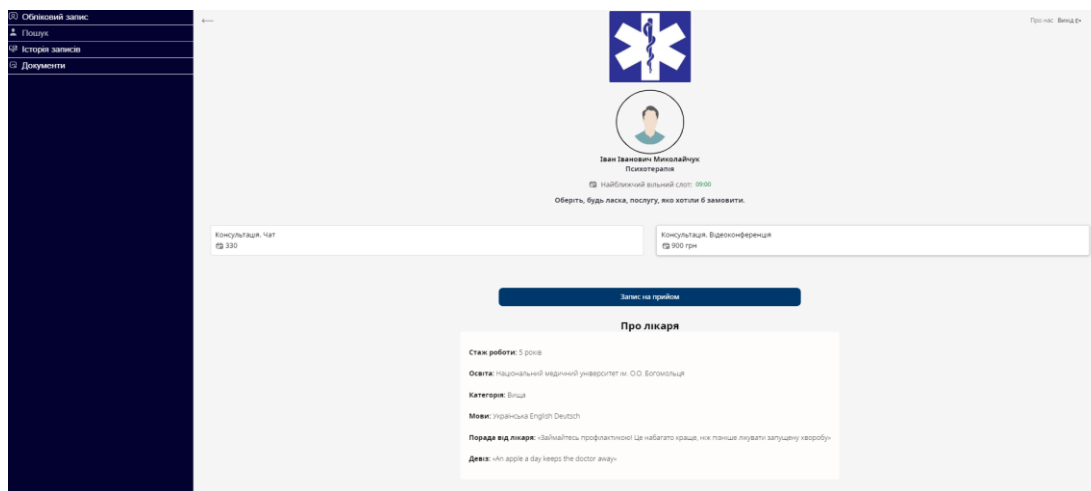 Обліковий запис
Пошук
Історія записів
Документи
Про нас Вихід
Іван Іванович Миколайчук
Психотерапія
Найближчий вільний слот: 09:00
Оберіть, будь ласка, послугу, яко хотіли б замовити.
Консультація. Чат
330
Консультація. Відеоконференція
900 грн
Запис на прийом
Про лікаря
Стаж роботи: 5 років
Освіта: Національний медичний університет ім. О.О. Богомольця
Категорія: Вища
Мови: Українська English Deutsch
Порада від лікаря: «Займайтесь профілактикою! Це набагато краще, ніж пізніше лікувати запущену хворобу»
Девіз: «An apple a day keeps the doctor away»